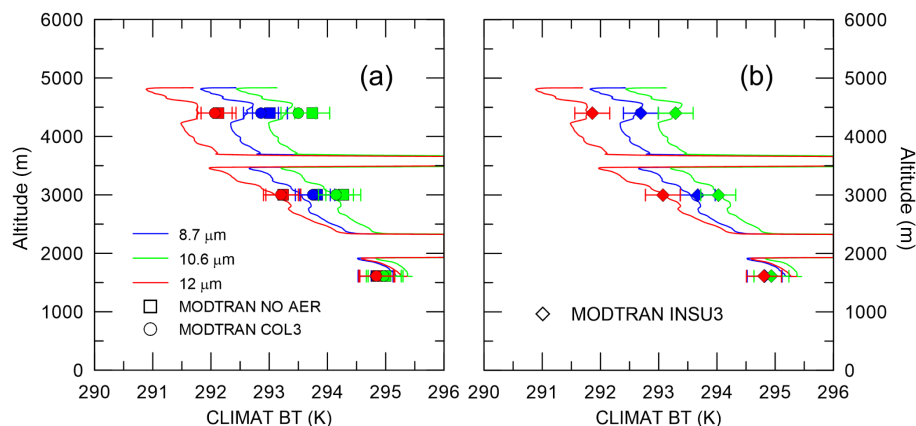 6000
5000
4000
3000
2000
1000
0
Altitude (m)
(a)
8.7 μm
10.6 μm
12 μm
MODTRAN NO AER
MODTRAN COL3
290 291 292 293 294 295 296
CLIMAT BT (K)
(b)
MODTRAN INSU3
290 291 292 293 294 295 296
CLIMAT BT (K)
6000
5000
4000
3000
2000
1000
0
Altitude (m)